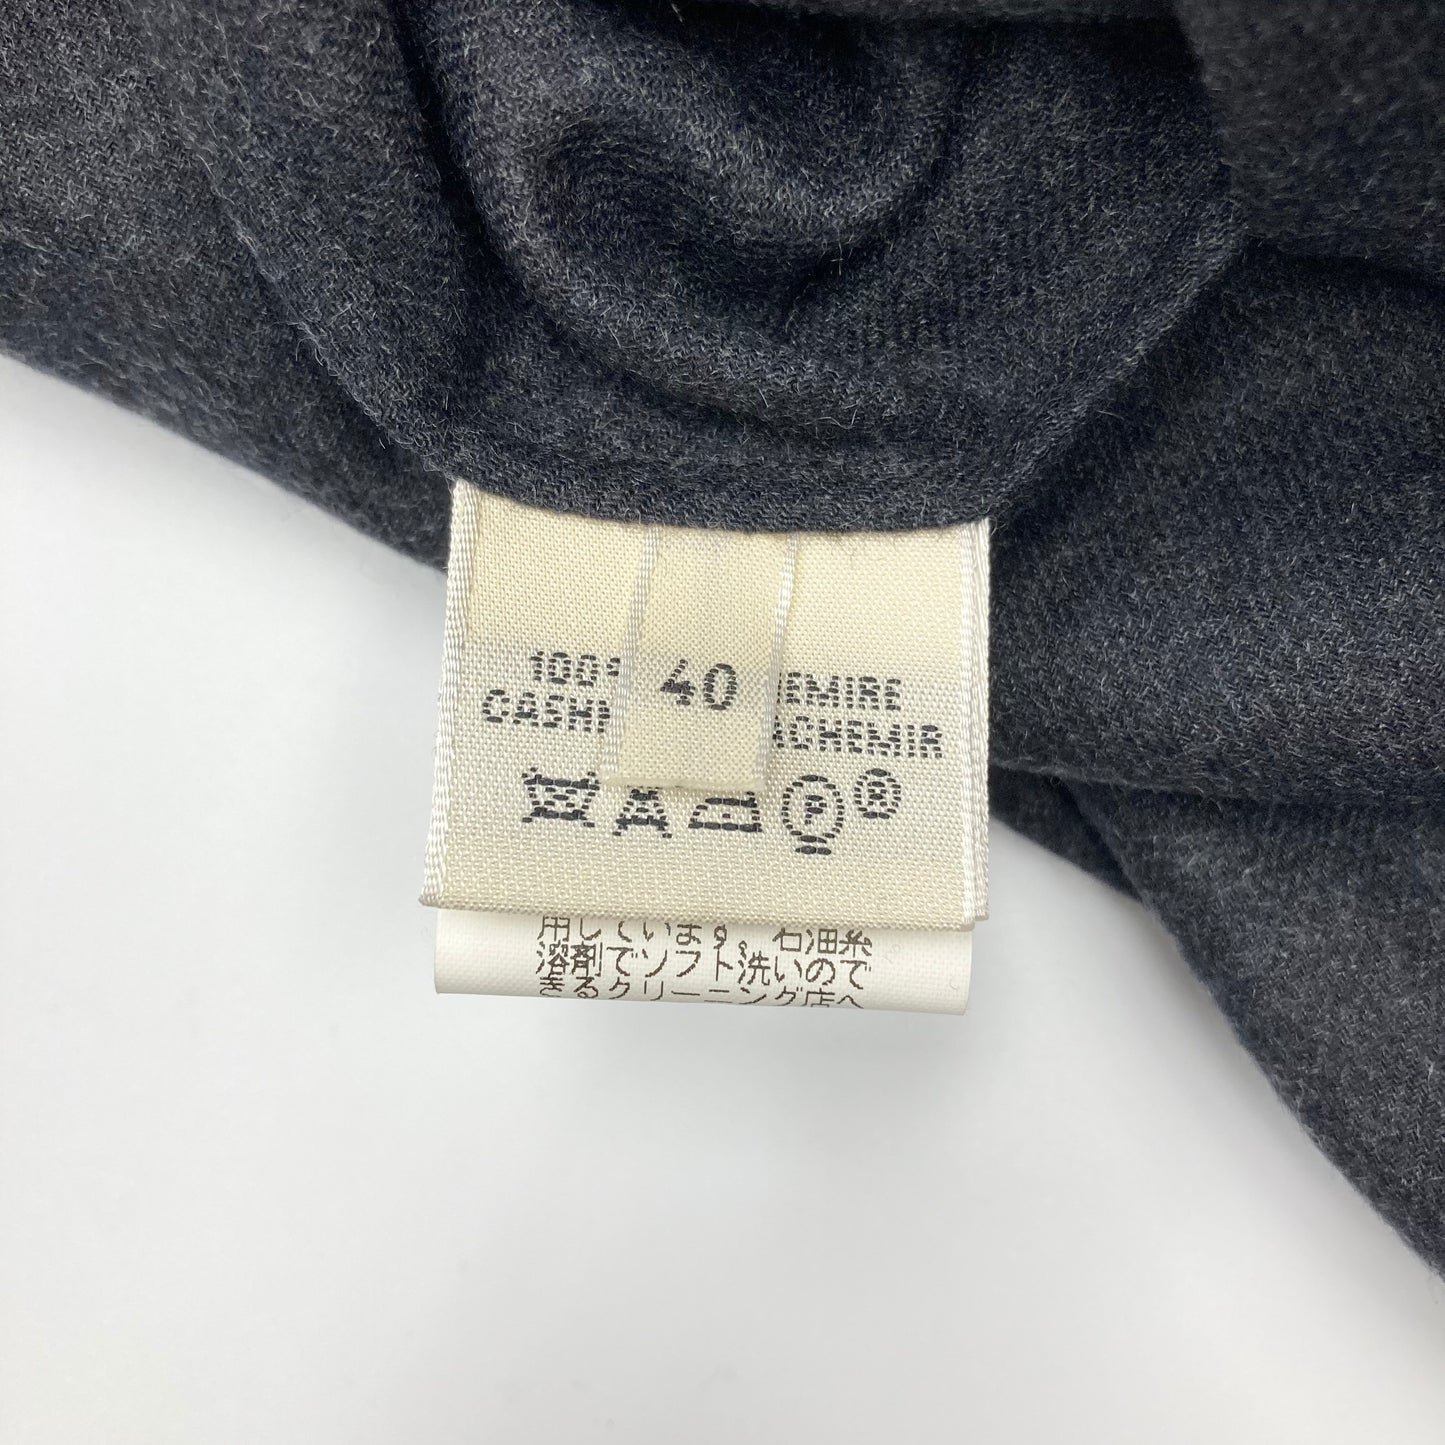 100%
40
CASH
EMIRE
ACHEMIR
P
R
用しています。石油系
溶剤でソフト洗いので
きるクリーニング店へ